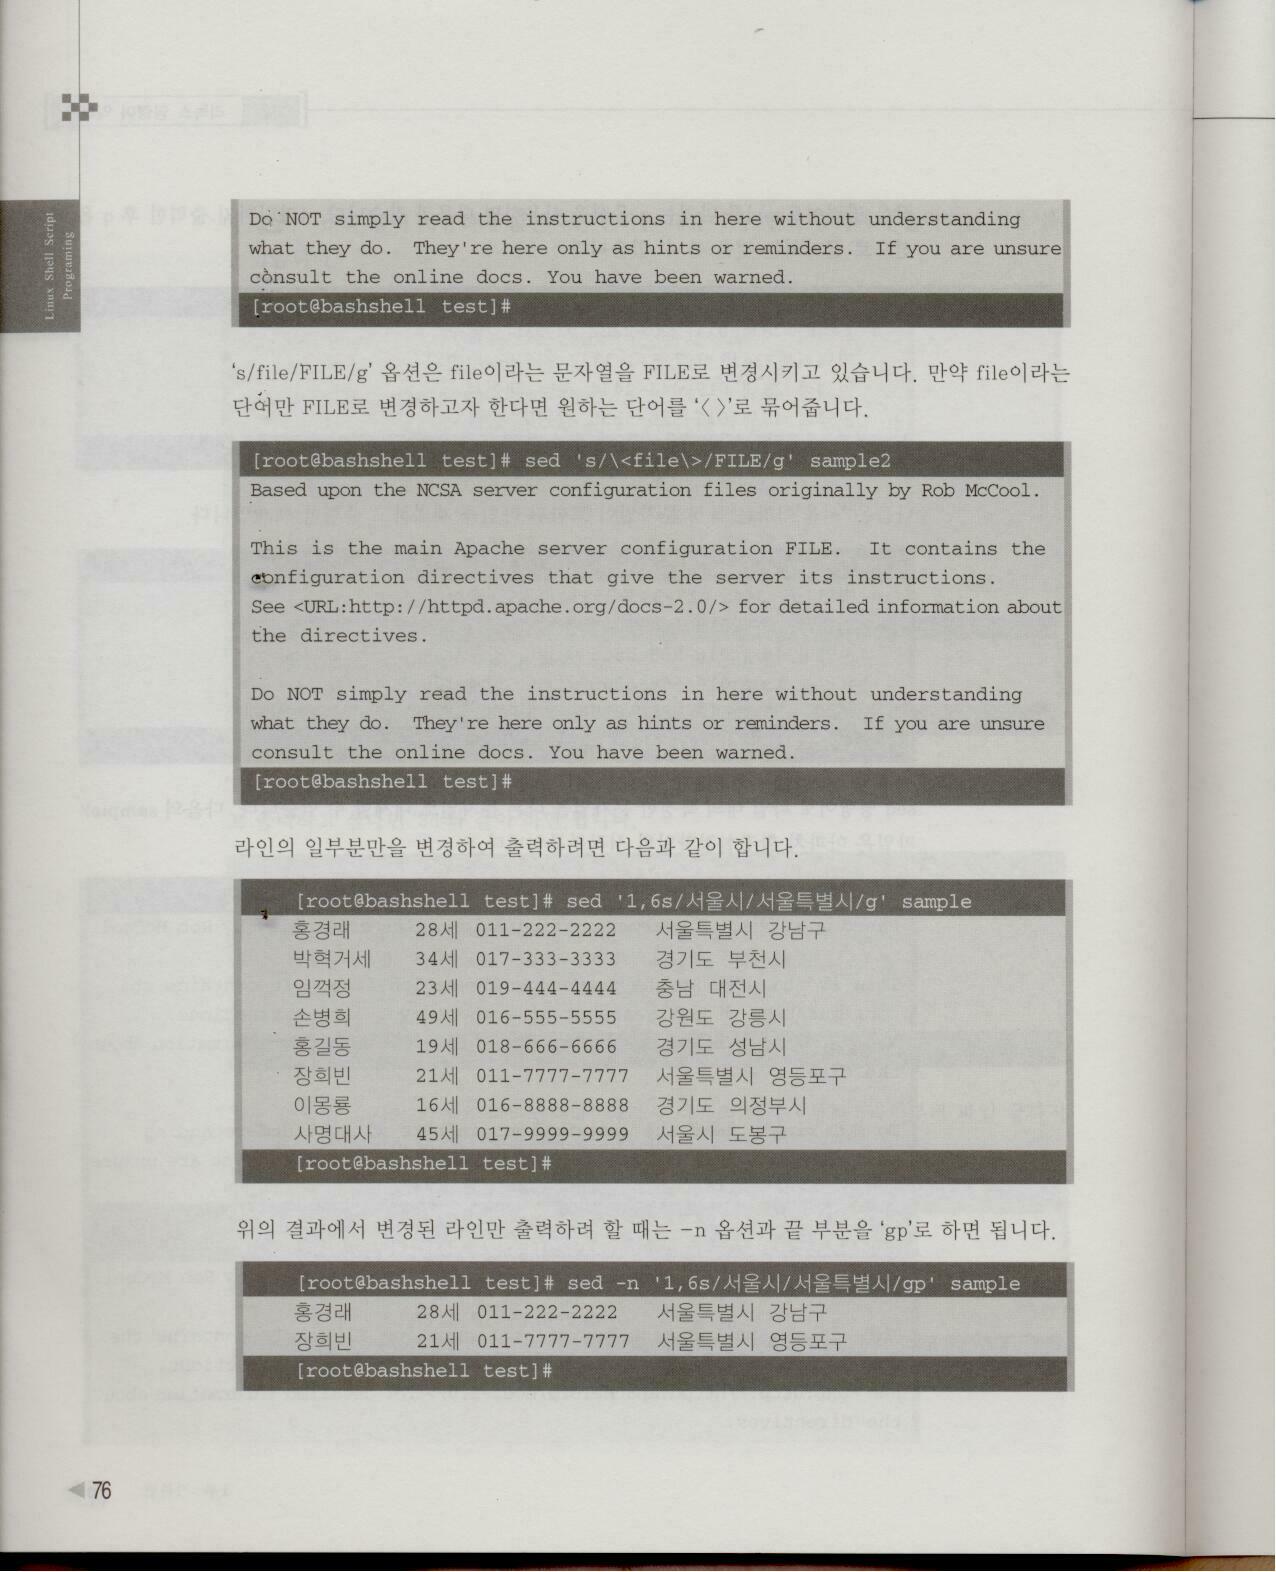 Linux Shell Script
Programing
Do NOT simply read the instructions in here without understanding
what they do.  They're here only as hints or reminders.  If you are unsure
consult the online docs. You have been warned.
[root@bashshell test]#
‘s/file/FILE/g’ 옵션은 file이라는 문자열을 FILE로 변경시키고 있습니다. 만약 file이라는
단어만 FILE로 변경하고자 한다면 원하는 단어를 ‘〈 〉’로 묶어줍니다.
[root@bashshell test]# sed 's/\<file\>/FILE/g' sample2
Based upon the NCSA server configuration files originally by Rob McCool.
This is the main Apache server configuration FILE.  It contains the
configuration directives that give the server its instructions.
See <URL:http://httpd.apache.org/docs-2.0/> for detailed information about
the directives.
Do NOT simply read the instructions in here without understanding
what they do.  They're here only as hints or reminders.  If you are unsure
consult the online docs. You have been warned.
[root@bashshell test]#
라인의 일부분만을 변경하여 출력하려면 다음과 같이 합니다.
[root@bashshell test]# sed '1,6s/서울시/서울특별시/g' sample
홍경래 28세 011-222-2222 서울특별시 강남구
박혁거세 34세 017-333-3333 경기도 부천시
임꺽정 23세 019-444-4444 충남 대전시
손병희 49세 016-555-5555 강원도 강릉시
홍길동 19세 018-666-6666 경기도 성남시
장희빈 21세 011-7777-7777 서울특별시 영등포구
이몽룡 16세 016-8888-8888 경기도 의정부시
사명대사 45세 017-9999-9999 서울시 도봉구
[root@bashshell test]#
위의 결과에서 변경된 라인만 출력하려 할 때는 -n 옵션과 끝 부분을 ‘gp’로 하면 됩니다.
[root@bashshell test]# sed -n '1,6s/서울시/서울특별시/gp' sample
홍경래 28세 011-222-2222 서울특별시 강남구
장희빈 21세 011-7777-7777 서울특별시 영등포구
[root@bashshell test]#
76